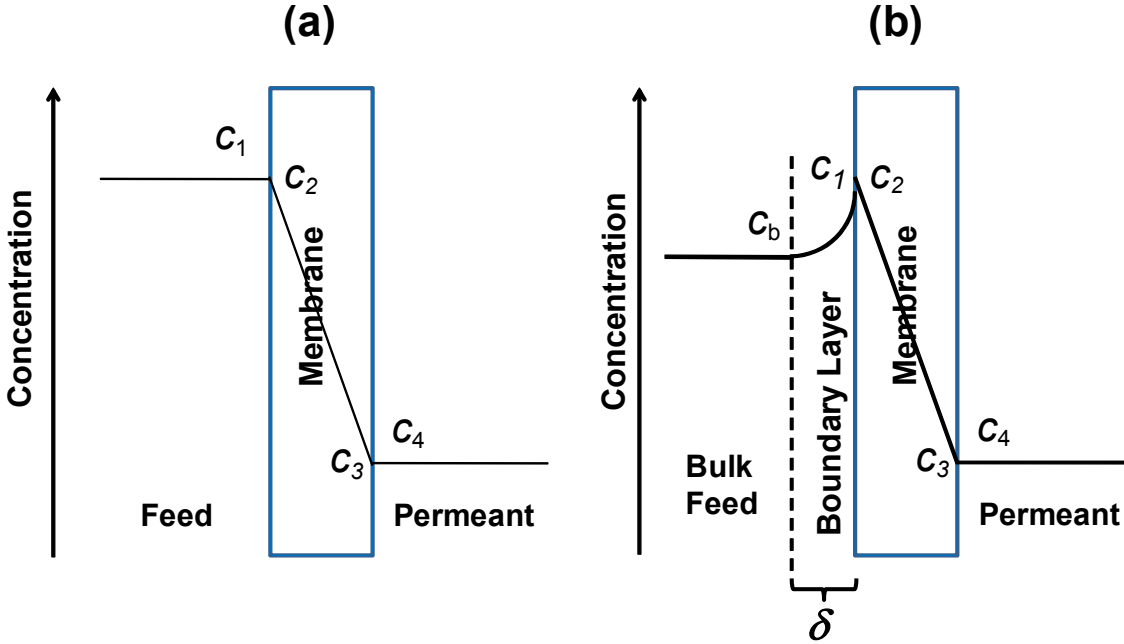 (a)
Concentration
C1
C2
Membrane
C3
C4
Feed
Permeant
(b)
Concentration
Cb
C1
C2
Boundary Layer
Membrane
C3
C4
Bulk
Feed
Permeant
δ